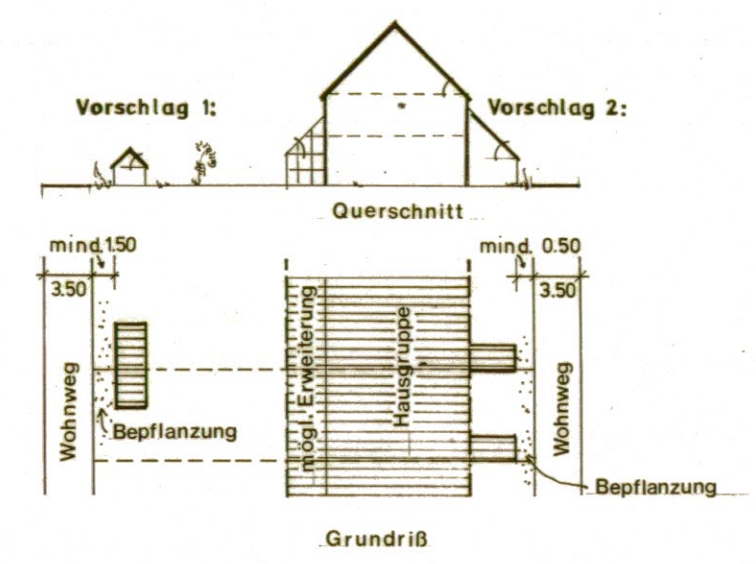 Vorschlag 1:
Vorschlag 2:
Querschnitt
mind. 1.50
mind. 0.50
3.50
3.50
Wohnweg
Bepflanzung
mögl. Erweiterung
Hausgruppe
Wohnweg
Bepflanzung
Grundriß